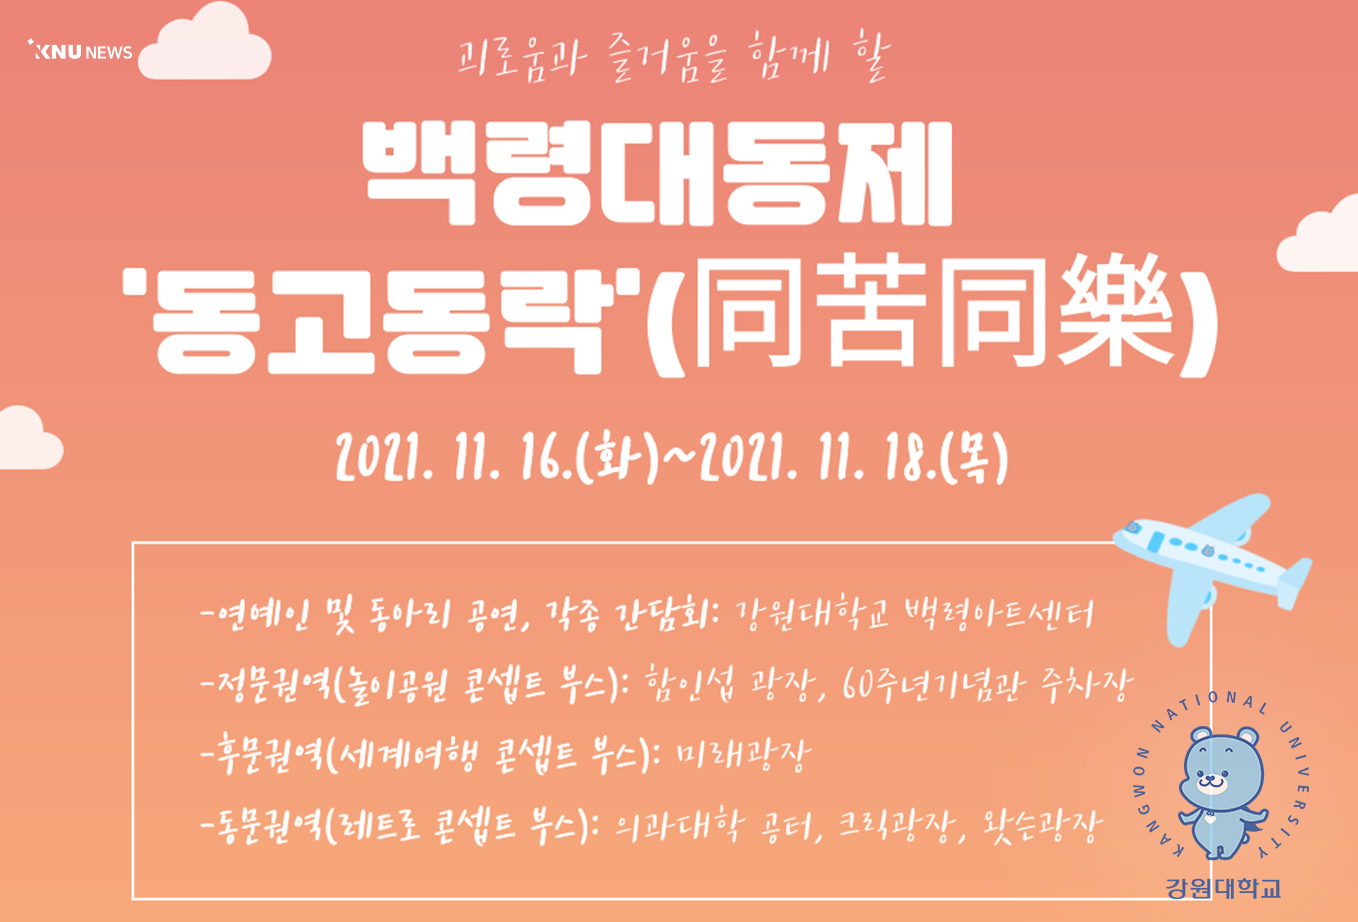 KNU NEWS
괴로움과 즐거움을 함께 할
백령대동제
'동고동락'(同苦同樂)
2021. 11. 16.(화)~2021. 11. 18.(목)
-연예인 및 동아리 공연, 각종 간담회: 강원대학교 백령아트센터
-정문권역(놀이공원 콘셉트 부스): 함인섭 광장, 60주년기념관 주차장
-후문권역(세계여행 콘셉트 부스): 미래광장
-동문권역(레트로 콘셉트 부스): 의과대학 공터, 크릭광장, 왓슨광장
KANGWON NATIONAL UNIVERSITY
강원대학교